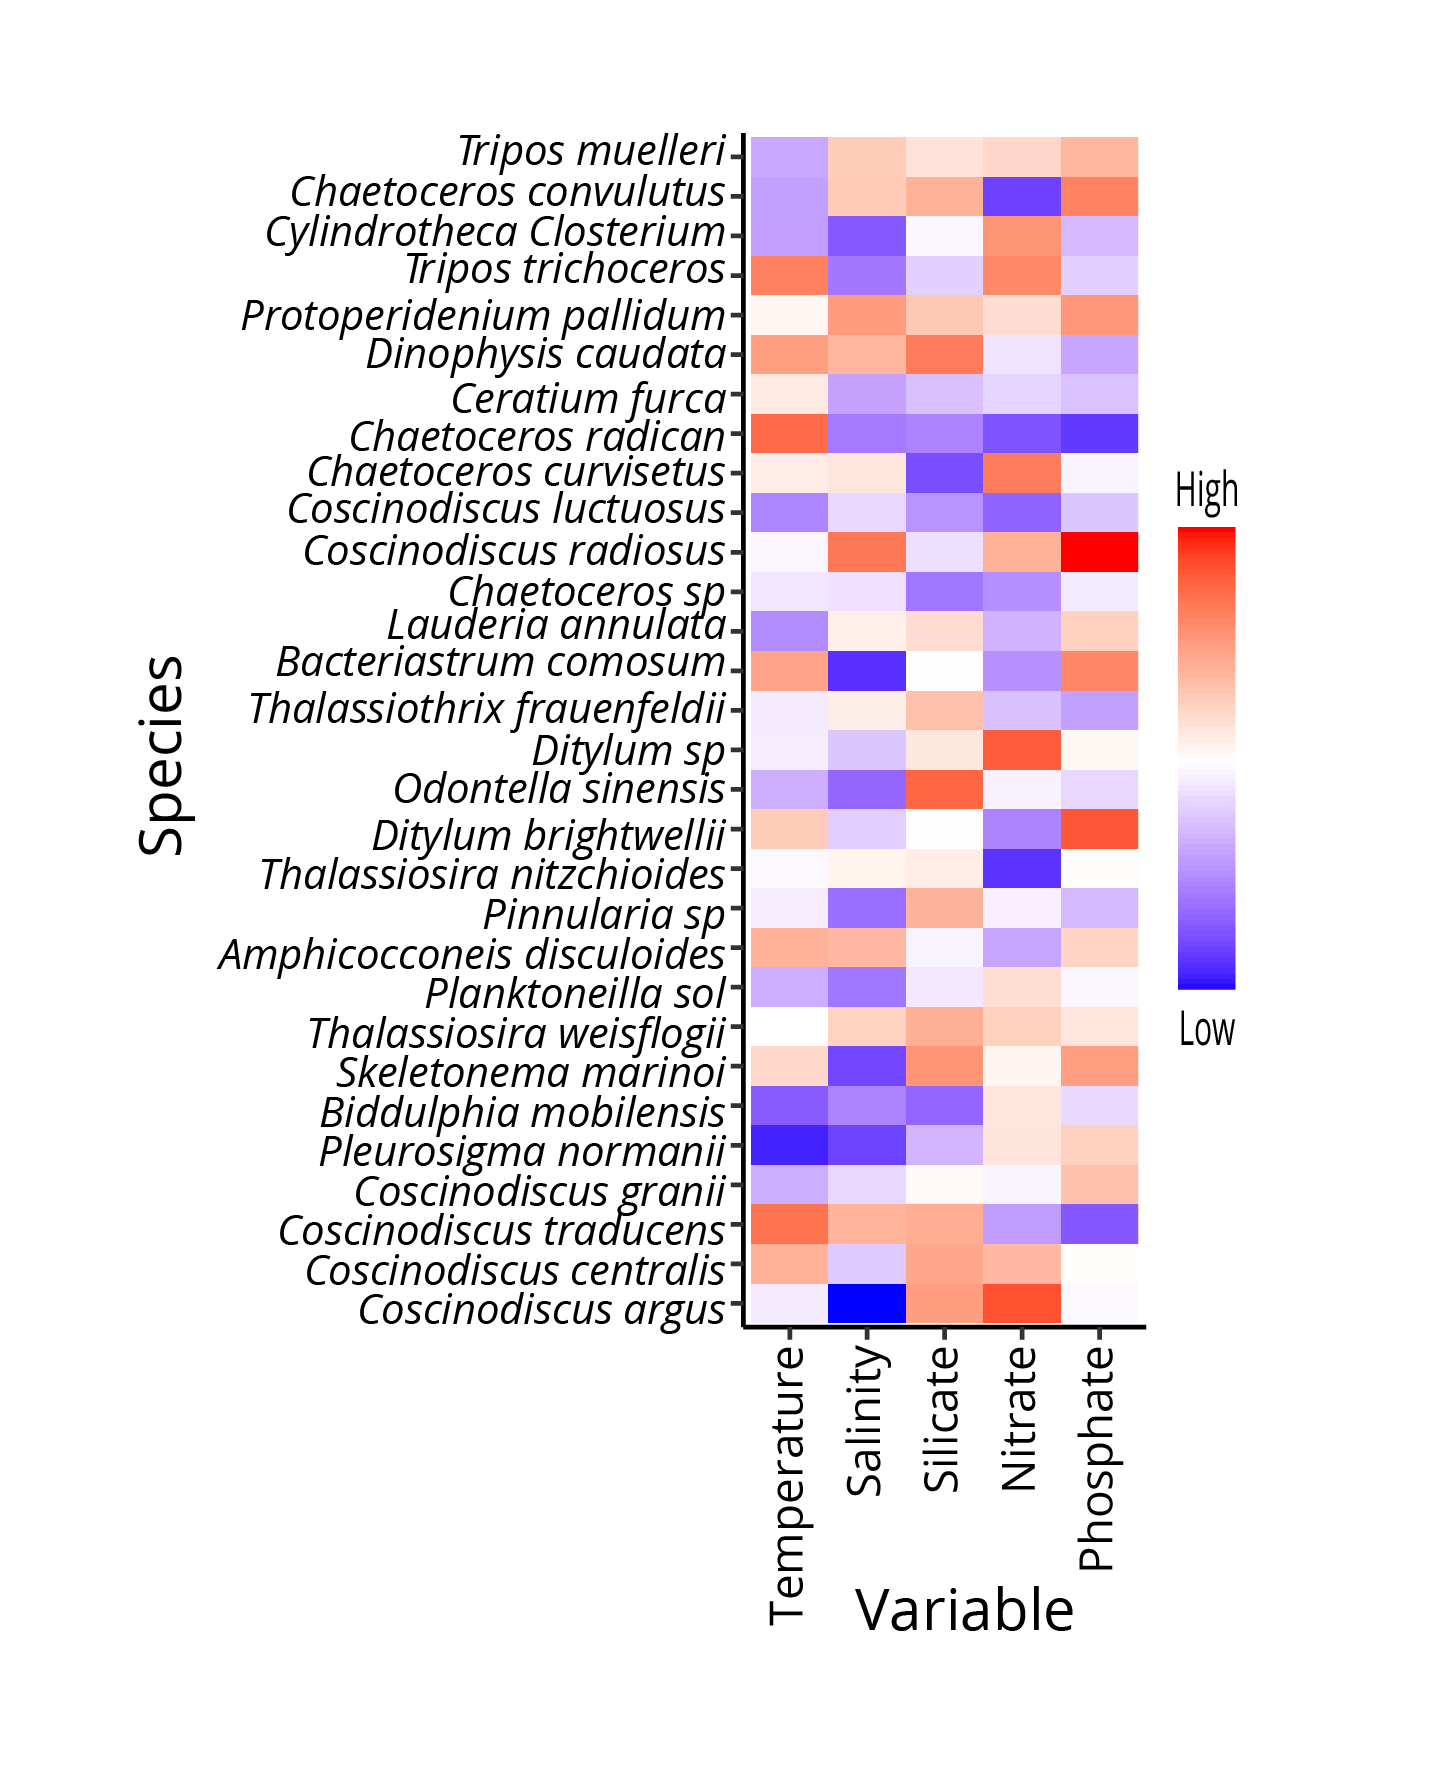 Tripos muelleri
Chaetoceros convulutus
Cylindrotheca Closterium
Tripos trichoceros
Protoperidenium pallidum
Dinophysis caudata
Ceratium furca
Chaetoceros radican
Chaetoceros curvisetus
Coscinodiscus luctuosus
Coscinodiscus radiosus
Chaetoceros sp
Lauderia annulata
Bacteriastrum comosum
Thalassiothrix frauenfeldii
Ditylum sp
Odontella sinensis
Ditylum brightwellii
Thalassiosira nitzchioides
Pinnularia sp
Amphicocconeis disculoides
Planktoneilla sol
Thalassiosira weisflogii
Skeletonema marinoi
Biddulphia mobilensis
Pleurosigma normanii
Coscinodiscus granii
Coscinodiscus traducens
Coscinodiscus centralis
Coscinodiscus argus
Species
Temperature
Salinity
Silicate
Nitrate
Phosphate
Variable
High
Low